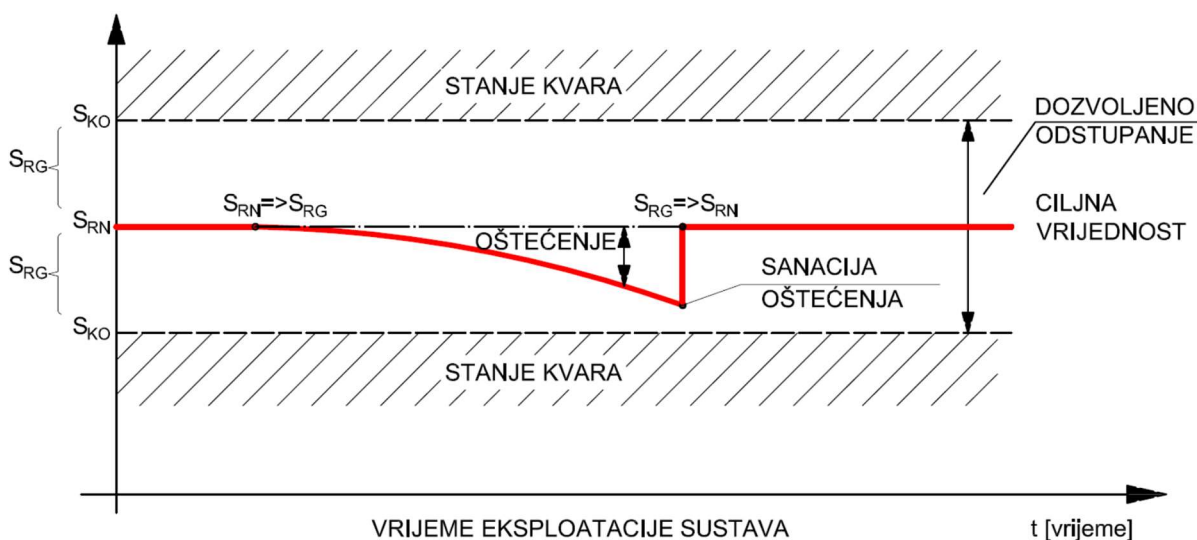 STANJE KVARA
S_KO
DOZVOLJENO
ODSTUPANJE
S_RG
S_RN=>S_RG
S_RG=>S_RN
S_RN
CILJNA
VRIJEDNOST
OŠTEĆENJE
S_RG
SANACIJA
OŠTEĆENJA
S_KO
STANJE KVARA
VRIJEME EKSPLOATACIJE SUSTAVA
t [vrijeme]